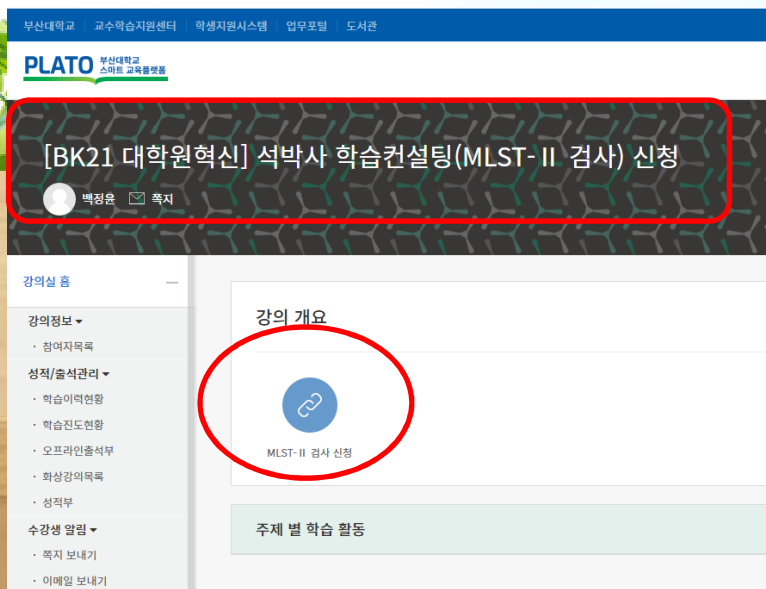 부산대학교 교수학습지원센터 학생지원시스템 업무포털 도서관
PLATO 부산대학교
스마트 교육플랫폼
[BK21 대학원혁신] 석박사 학습컨설팅(MLST-Ⅱ 검사) 신청
백정윤 쪽지
강의실 홈
강의정보
· 참여자목록
성적/출석관리
· 학습이력현황
· 학습진도현황
· 오프라인출석부
· 화상강의목록
· 성적부
수강생 알림
· 쪽지 보내기
· 이메일 보내기
강의 개요
MLST-Ⅱ 검사 신청
주제 별 학습 활동